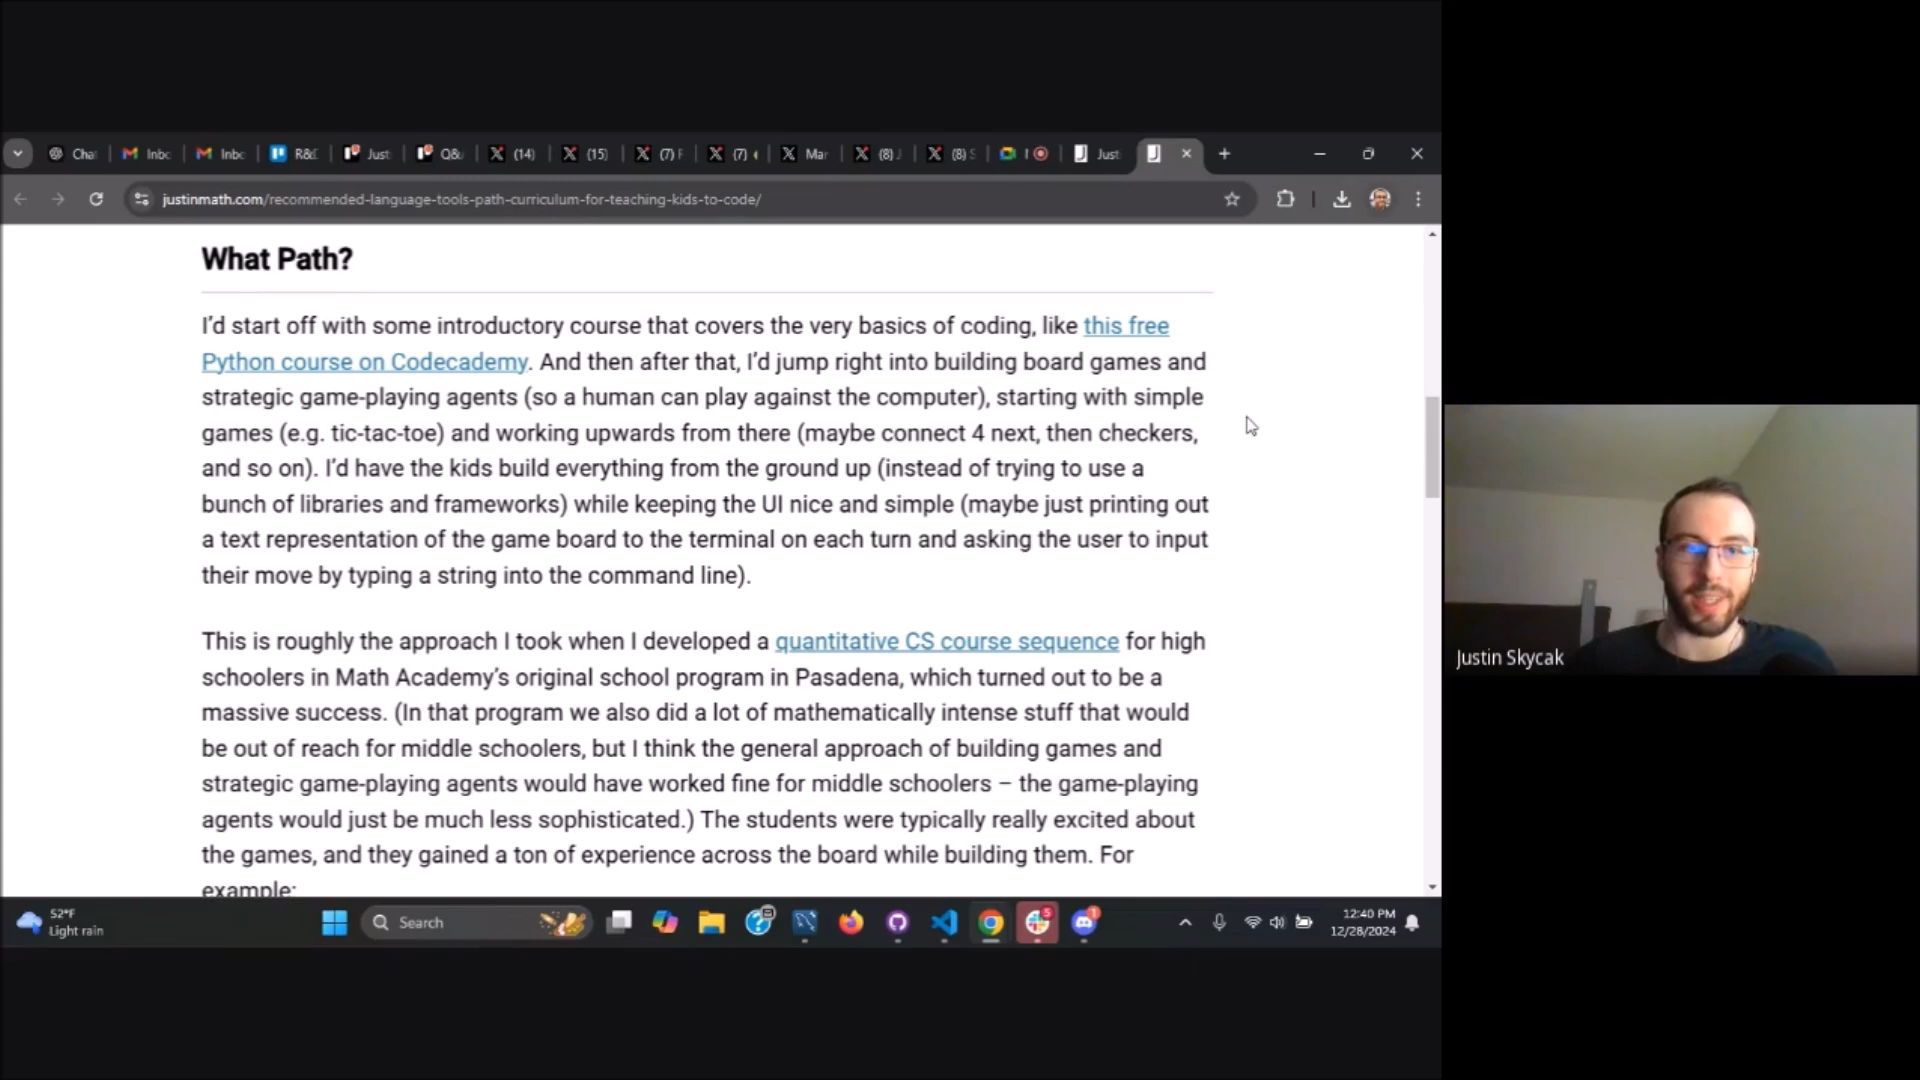 Cha
Inbo
Inbo
R&D
Just
Q&
(14)
(15)
(7)
(7)
Mar
(8) J
(8) S
Just
justinmath.com/recommended-language-tools-path-curriculum-for-teaching-kids-to-code/
What Path?
I’d start off with some introductory course that covers the very basics of coding, like this free
Python course on Codecademy. And then after that, I’d jump right into building board games and
strategic game-playing agents (so a human can play against the computer), starting with simple
games (e.g. tic-tac-toe) and working upwards from there (maybe connect 4 next, then checkers,
and so on). I’d have the kids build everything from the ground up (instead of trying to use a
bunch of libraries and frameworks) while keeping the UI nice and simple (maybe just printing out
a text representation of the game board to the terminal on each turn and asking the user to input
their move by typing a string into the command line).
This is roughly the approach I took when I developed a quantitative CS course sequence for high
schoolers in Math Academy’s original school program in Pasadena, which turned out to be a
massive success. (In that program we also did a lot of mathematically intense stuff that would
be out of reach for middle schoolers, but I think the general approach of building games and
strategic game-playing agents would have worked fine for middle schoolers – the game-playing
agents would just be much less sophisticated.) The students were typically really excited about
the games, and they gained a ton of experience across the board while building them. For
example:
Justin Skycak
52°F
Light rain
Search
12:40 PM
12/28/2024